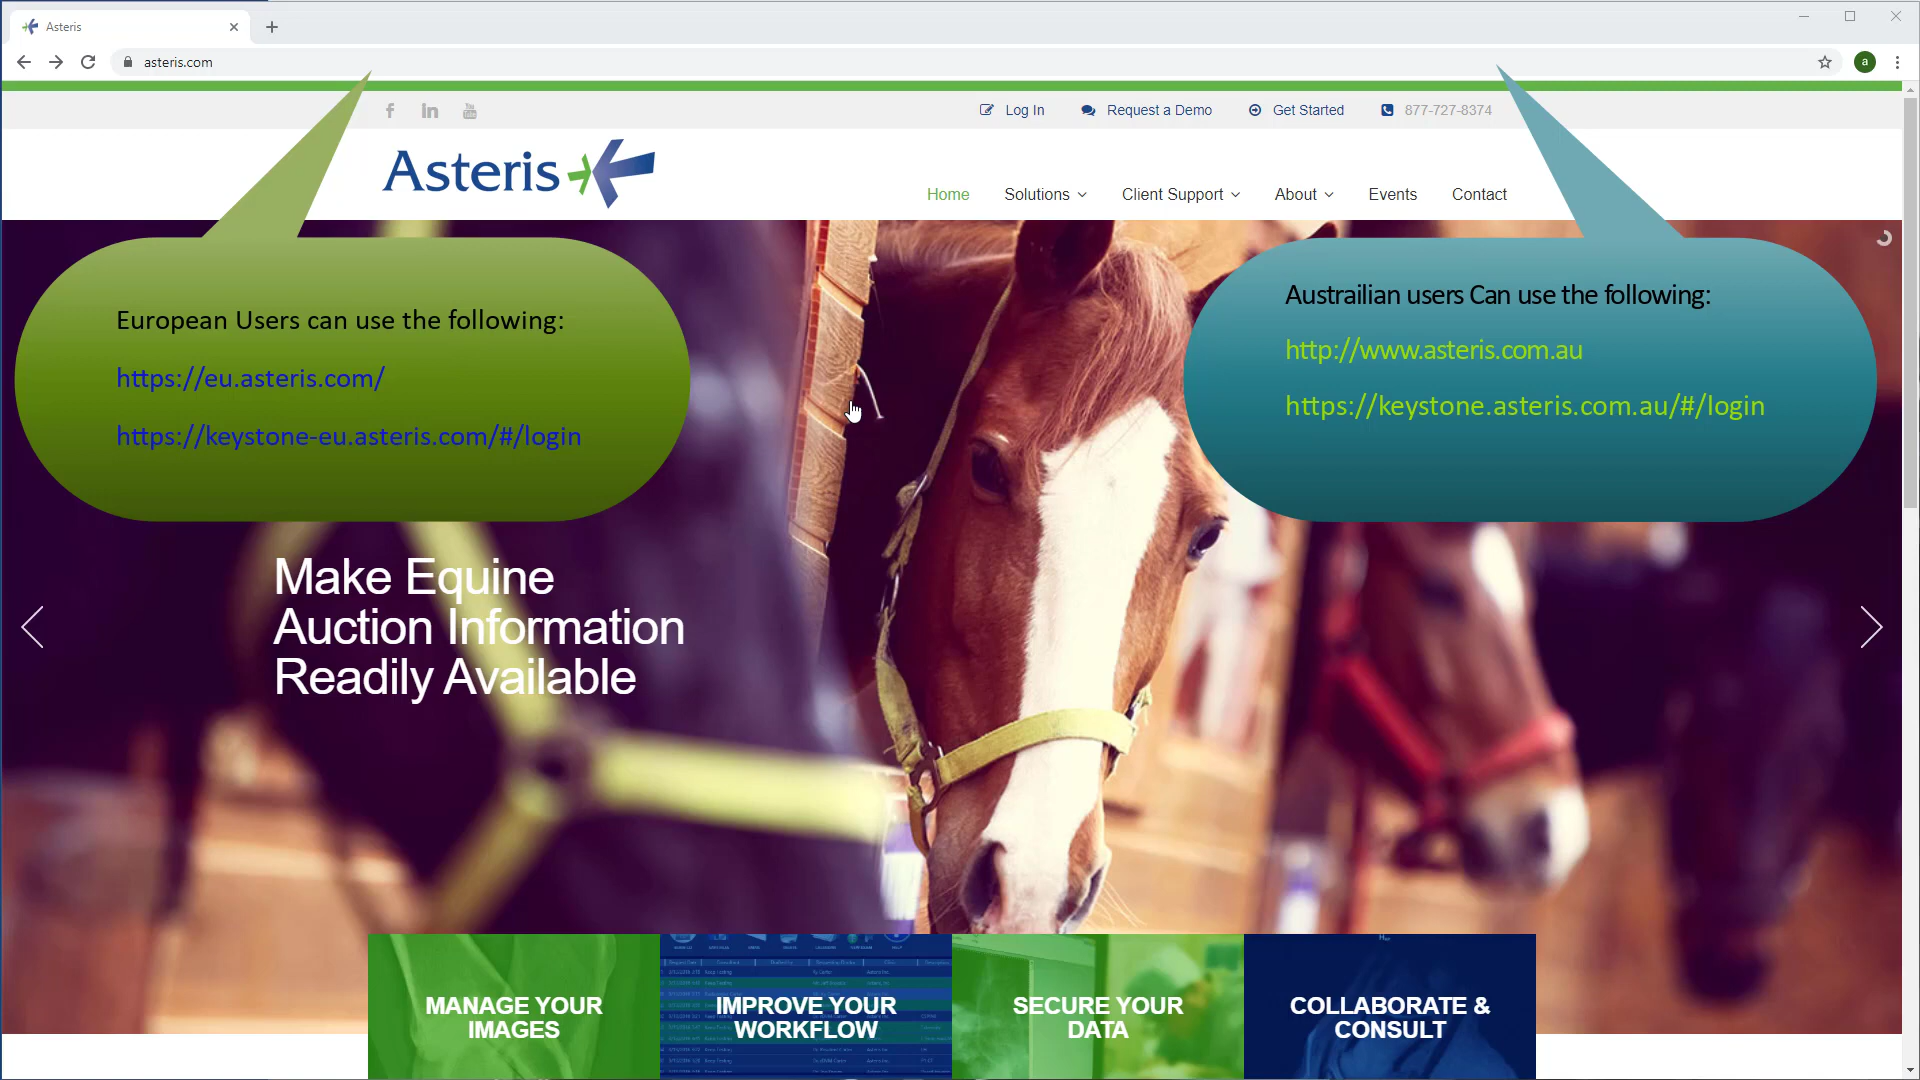 Asteris
asteris.com
a
Log In
Request a Demo
Get Started
877-727-8374
Asteris
Home
Solutions
Client Support
About
Events
Contact
European Users can use the following:
https://eu.asteris.com/
https://keystone-eu.asteris.com/#/login
Austrailian users Can use the following:
http://www.asteris.com.au
https://keystone.asteris.com.au/#/login
Make Equine
Auction Information
Readily Available
MANAGE YOUR
IMAGES
IMPROVE YOUR
WORKFLOW
SECURE YOUR
DATA
COLLABORATE &
CONSULT